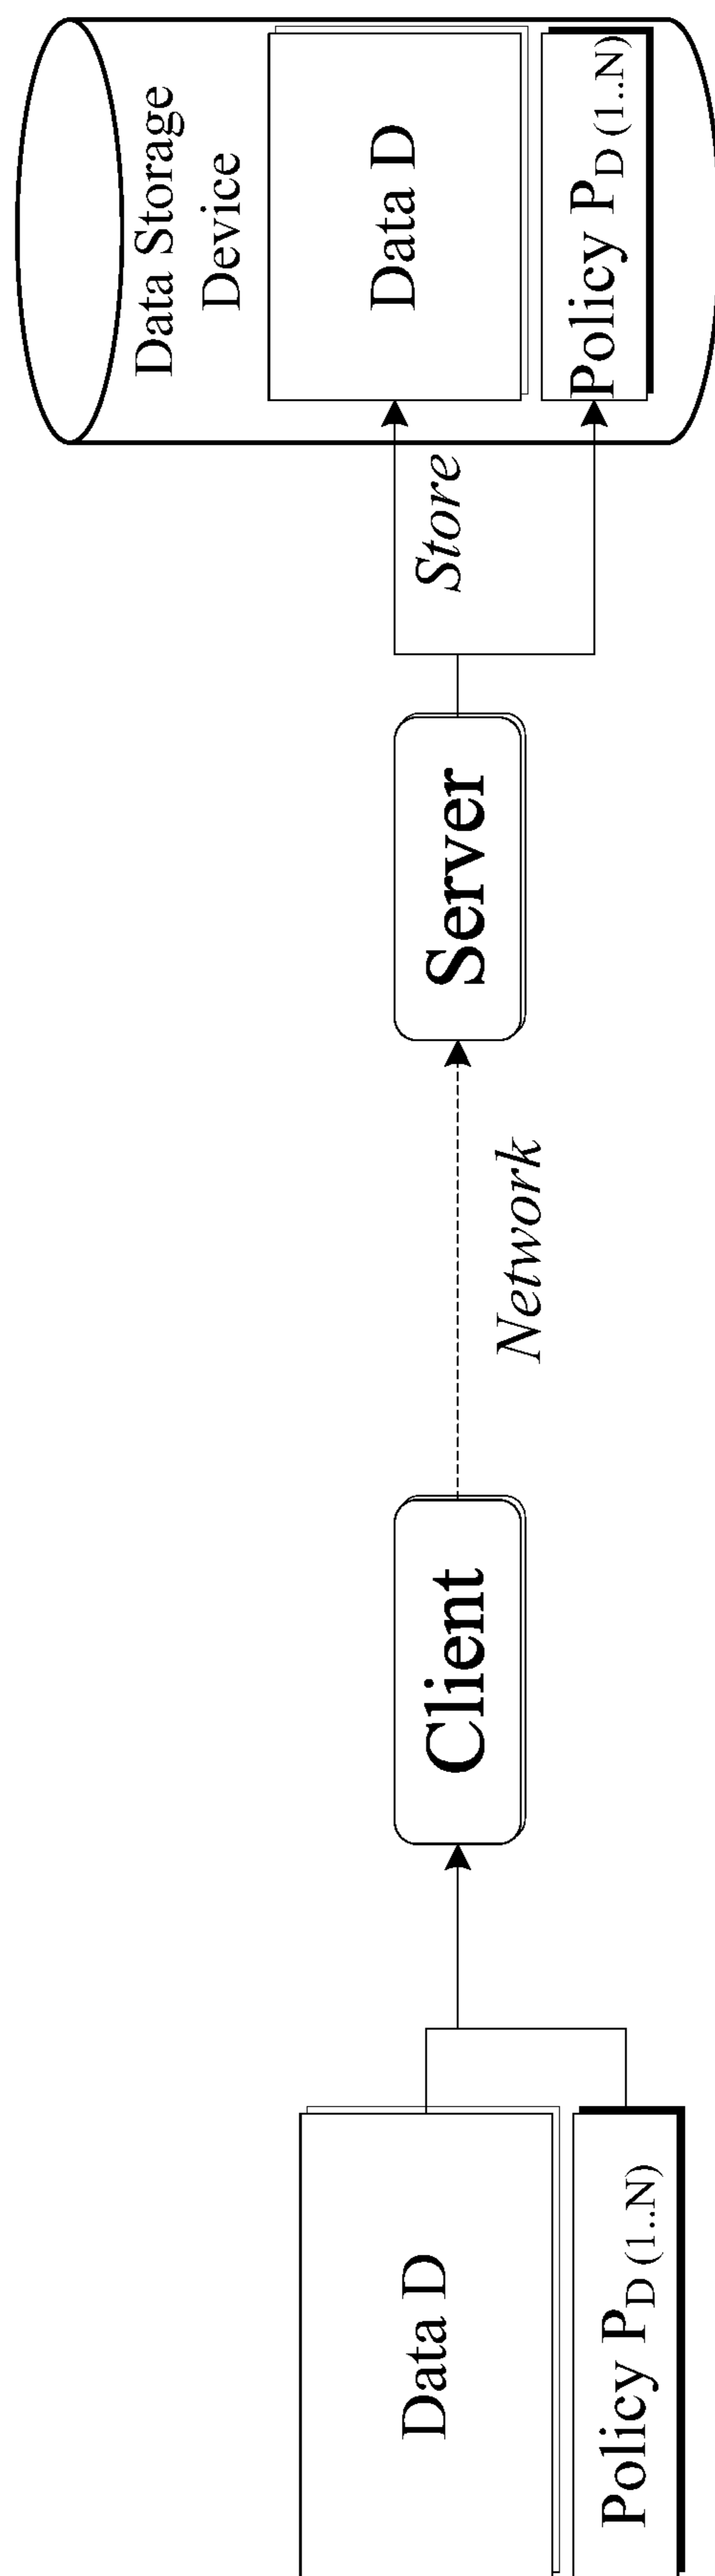 Data D
Policy P_D (1..N)
Client
Network
Server
Store
Data Storage
Device
Data D
Policy P_D (1..N)